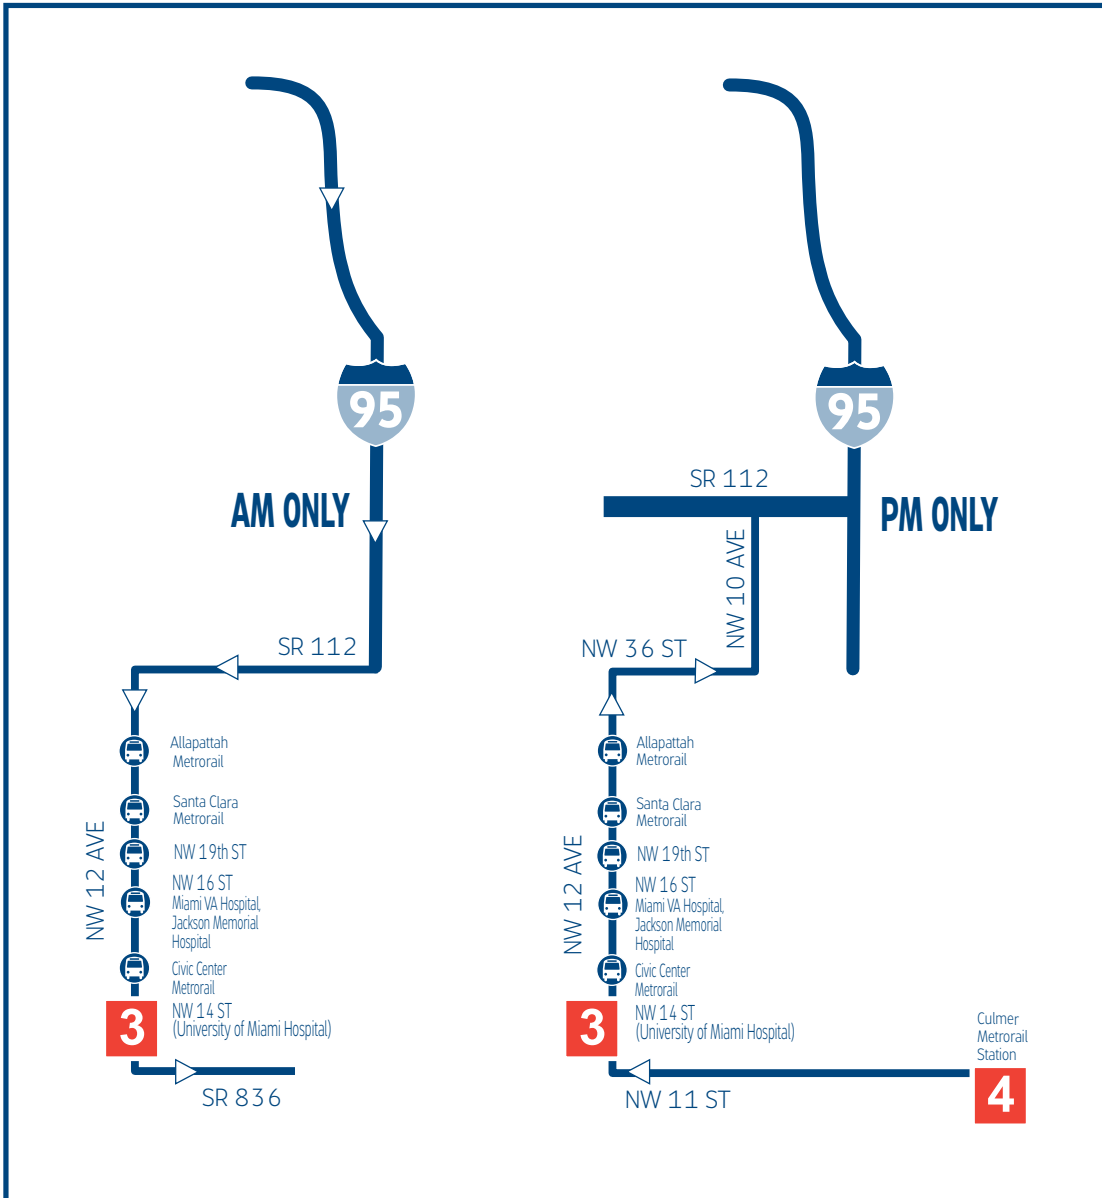 95
AM ONLY
SR 112
Allapattah
Metrorail
Santa Clara
Metrorail
NW 19th ST
NW 16 ST
Miami VA Hospital,
Jackson Memorial
Hospital
Civic Center
Metrorail
NW 12 AVE
3
NW 14 ST
(University of Miami Hospital)
SR 836
95
SR 112
PM ONLY
NW 10 AVE
NW 36 ST
Allapattah
Metrorail
Santa Clara
Metrorail
NW 19th ST
NW 16 ST
Miami VA Hospital,
Jackson Memorial
Hospital
Civic Center
Metrorail
NW 12 AVE
3
NW 14 ST
(University of Miami Hospital)
NW 11 ST
Culmer
Metrorail
Station
4